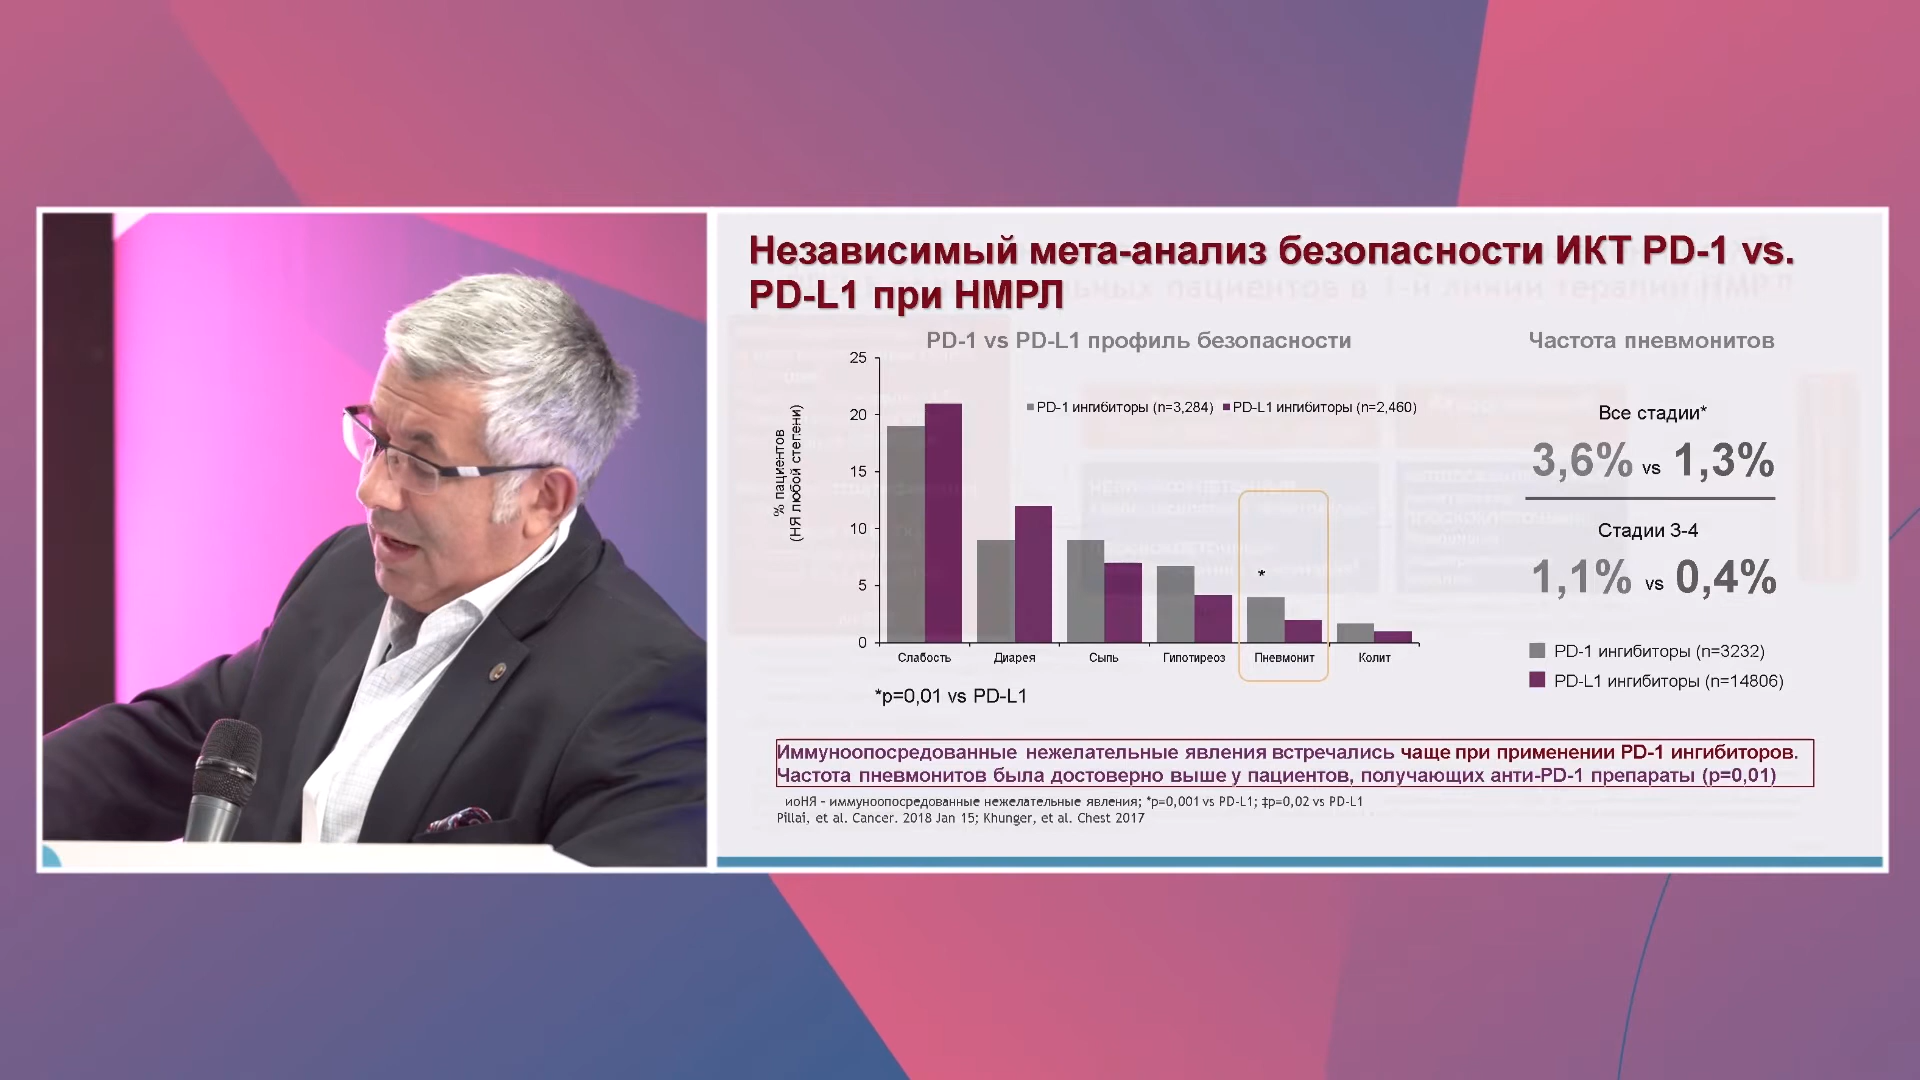 Независимый мета-анализ безопасности ИКТ PD-1 vs.
PD-L1 при НМРЛ
PD-1 vs PD-L1 профиль безопасности
% пациентов
(НЯ любой степени)
25
20
15
10
5
0
PD-1 ингибиторы (n=3,284) PD-L1 ингибиторы (n=2,460)
*
Слабость Диарея Сыпь Гипотиреоз Пневмонит Колит
*p=0,01 vs PD-L1
Частота пневмонитов
Все стадии*
3,6% vs 1,3%
Стадии 3-4
1,1% vs 0,4%
PD-1 ингибиторы (n=3232)
PD-L1 ингибиторы (n=14806)
Иммуноопосредованные нежелательные явления встречались чаще при применении PD-1 ингибиторов.
Частота пневмонитов была достоверно выше у пациентов, получающих анти-PD-1 препараты (p=0,01)
иоНЯ – иммуноопосредованные нежелательные явления; *p=0,001 vs PD-L1; ‡p=0,02 vs PD-L1
Pillai, et al. Cancer. 2018 Jan 15; Khunger, et al. Chest 2017